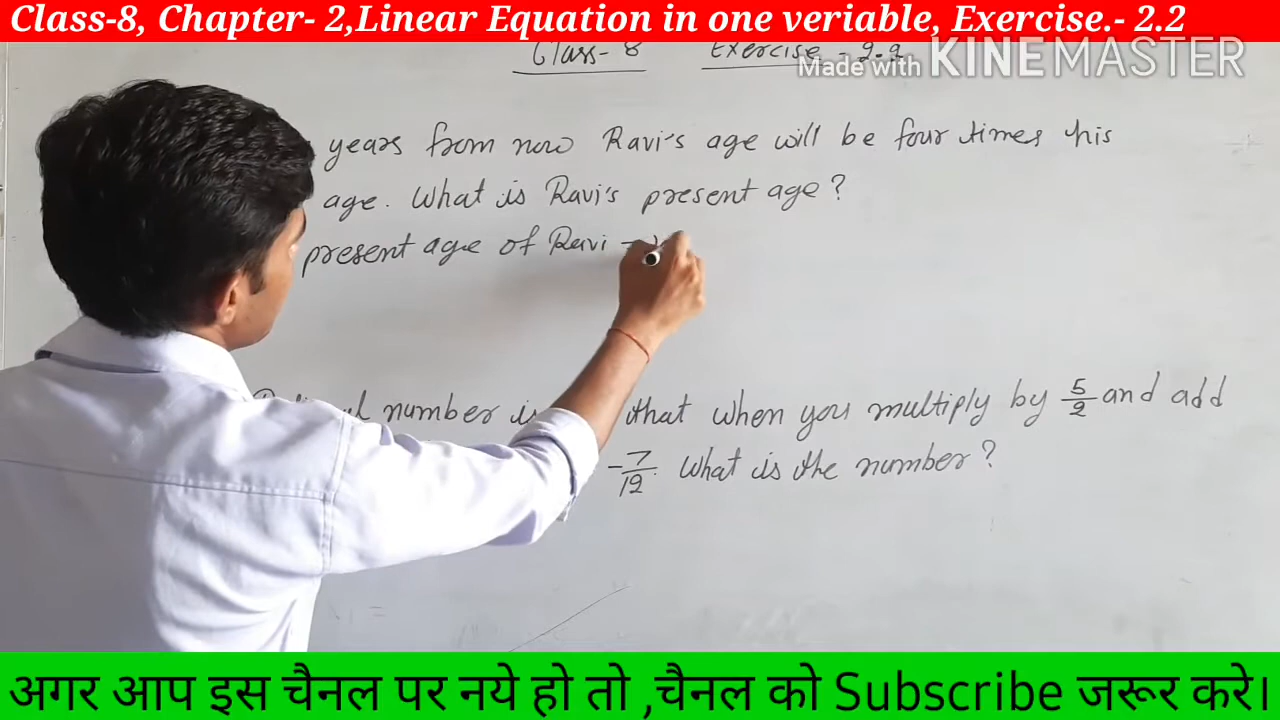 Class-8, Chapter- 2,Linear Equation in one veriable, Exercise.- 2.2
Class- 8 Exercise - 2.2
Made with KINEMASTER
years from now Ravi's age will be four times his
age. What is Ravi's present age?
present age of Ravi =
number is that when you multiply by 5/2 and add
-7/12. What is the number?
अगर आप इस चैनल पर नये हो तो ,चैनल को Subscribe जरूर करे।